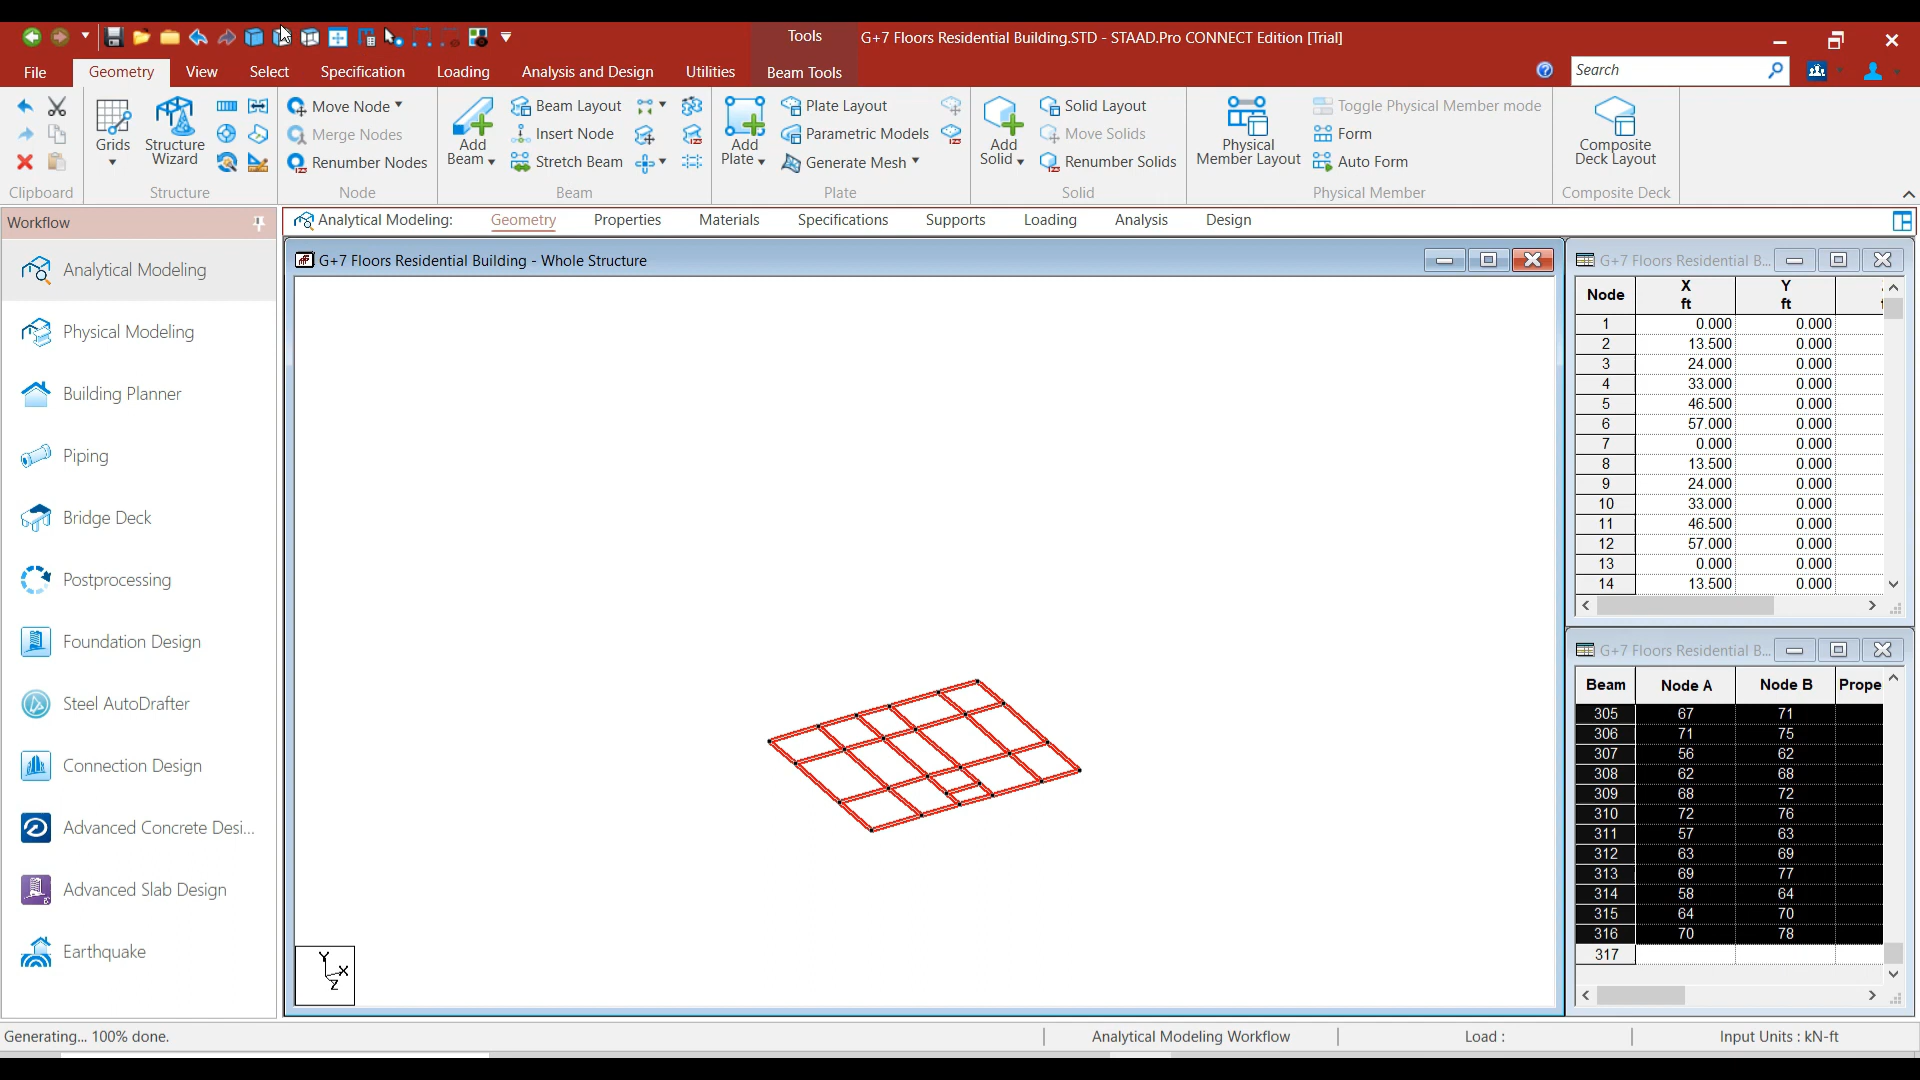 Tools
G+7 Floors Residential Building.STD - STAAD.Pro CONNECT Edition [Trial]
File Geometry View Select Specification Loading Analysis and Design Utilities Beam Tools Search
Move Node Beam Layout Plate Layout Solid Layout Toggle Physical Member mode
Merge Nodes Insert Node Parametric Models Move Solids Form
Grids Structure Wizard Add Beam Add Plate Add Solid Physical Member Layout Composite Deck Layout
Renumber Nodes Stretch Beam Generate Mesh Renumber Solids Auto Form
Clipboard Structure Node Beam Plate Solid Physical Member Composite Deck
Workflow
Analytical Modeling: Geometry Properties Materials Specifications Supports Loading Analysis Design
Analytical Modeling
Physical Modeling
Building Planner
Piping
Bridge Deck
Postprocessing
Foundation Design
Steel AutoDrafter
Connection Design
Advanced Concrete Desi...
Advanced Slab Design
Earthquake
G+7 Floors Residential Building - Whole Structure
Y
X
Z
G+7 Floors Residential B...
Node X ft Y ft
1 0.000 0.000
2 13.500 0.000
3 24.000 0.000
4 33.000 0.000
5 46.500 0.000
6 57.000 0.000
7 0.000 0.000
8 13.500 0.000
9 24.000 0.000
10 33.000 0.000
11 46.500 0.000
12 57.000 0.000
13 0.000 0.000
14 13.500 0.000
G+7 Floors Residential B...
Beam Node A Node B Prope
305 67 71
306 71 75
307 56 62
308 62 68
309 68 72
310 72 76
311 57 63
312 63 69
313 69 77
314 58 64
315 64 70
316 70 78
317
Generating... 100% done. Analytical Modeling Workflow Load : Input Units : kN-ft